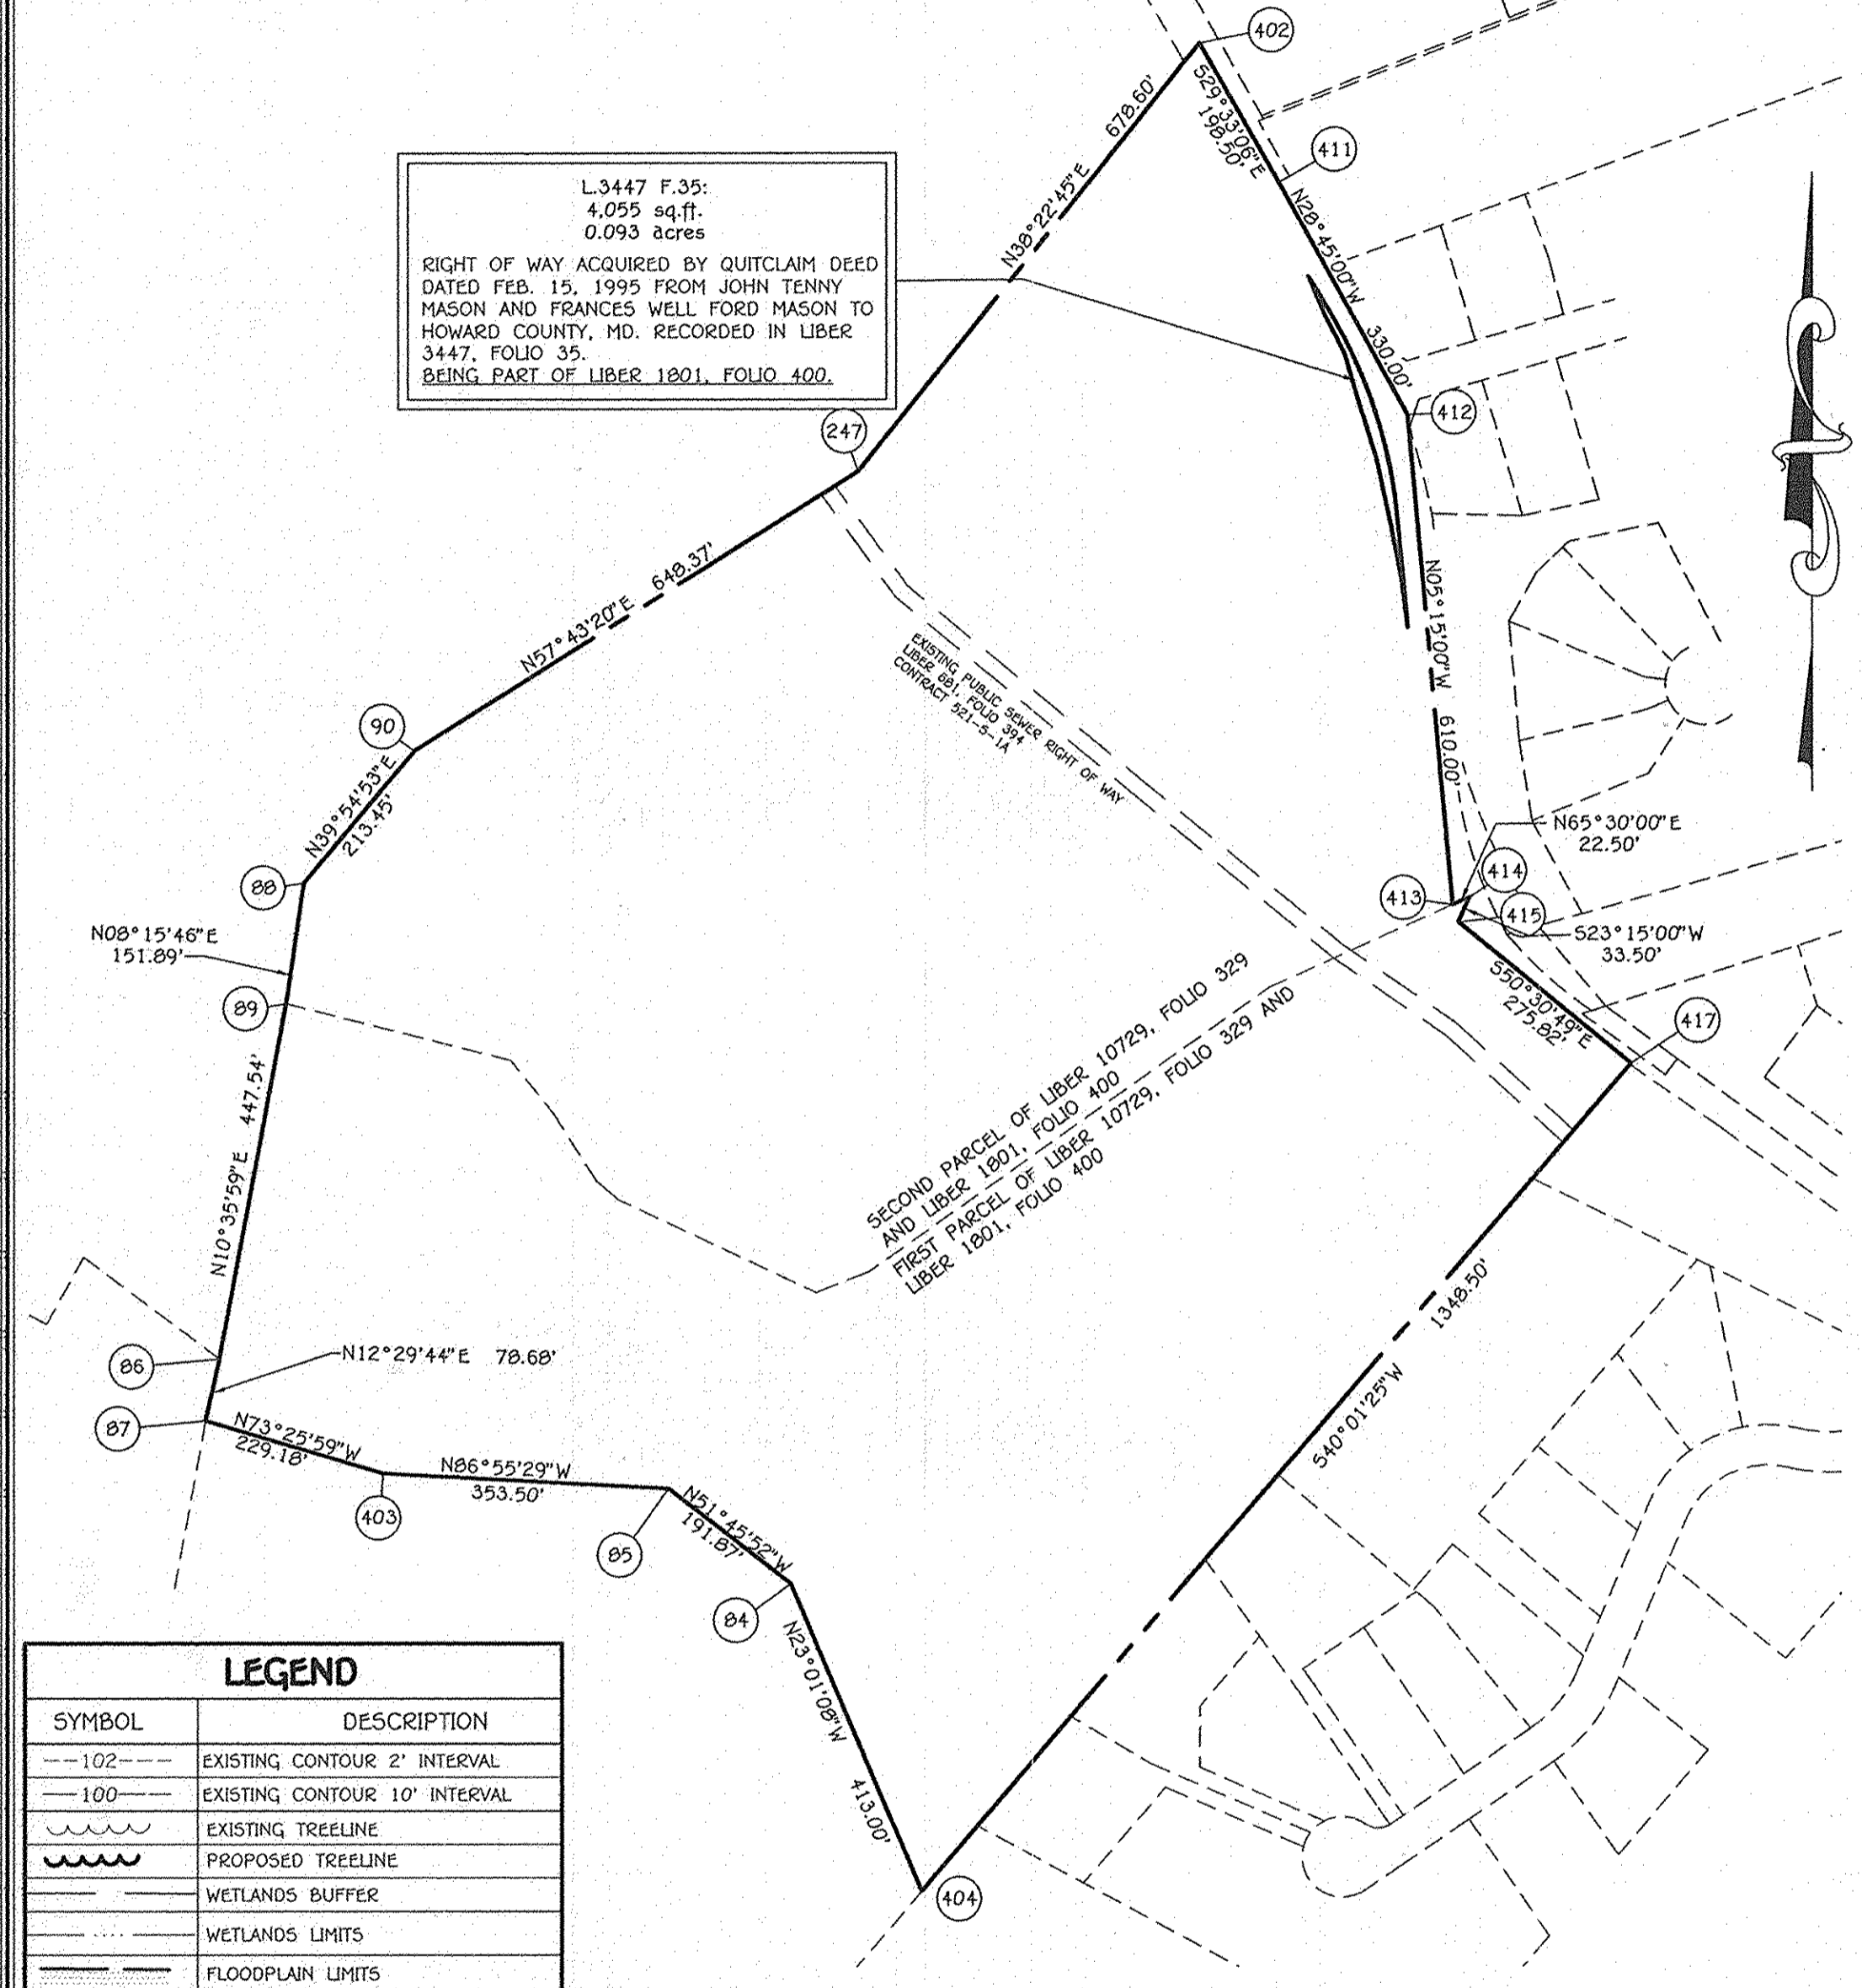 402
678.60'
S29°33'06"E
198.50'
411
L.3447 F.35:
4,055 sq.ft.
0.093 acres
RIGHT OF WAY ACQUIRED BY QUITCLAIM DEED
DATED FEB. 15, 1995 FROM JOHN TENNY
MASON AND FRANCES WELL FORD MASON TO
HOWARD COUNTY, MD. RECORDED IN LIBER
3447, FOLIO 35.
BEING PART OF LIBER 1801, FOLIO 400.
N38°22'45"E
N28°45'00"W
330.00'
412
247
648.37'
N57°43'20"E
N05°15'00"W
610.00'
EXISTING PUBLIC SEWER RIGHT OF WAY
LIBER 681, FOLIO 394
CONTRACT 521-S-1A
90
N39°54'53"E
213.45'
88
N65°30'00"E
22.50'
414
413
415
N08°15'46"E
151.89'
S23°15'00"W
33.50'
89
S50°30'49"E
275.82'
417
SECOND PARCEL OF LIBER 10729, FOLIO 329
AND LIBER 1801, FOLIO 400
FIRST PARCEL OF LIBER 10729, FOLIO 329 AND
LIBER 1801, FOLIO 400
447.54'
N10°35'59"E
1348.50'
S40°01'25"W
86
N12°29'44"E 78.68'
87
N73°25'59"W
229.18'
N86°55'29"W
353.50'
403
N51°45'52"W
191.87'
85
84
N23°01'08"W
413.00'
404
LEGEND
SYMBOL DESCRIPTION
102 EXISTING CONTOUR 2' INTERVAL
100 EXISTING CONTOUR 10' INTERVAL
EXISTING TREELINE
PROPOSED TREELINE
WETLANDS BUFFER
WETLANDS LIMITS
FLOODPLAIN LIMITS